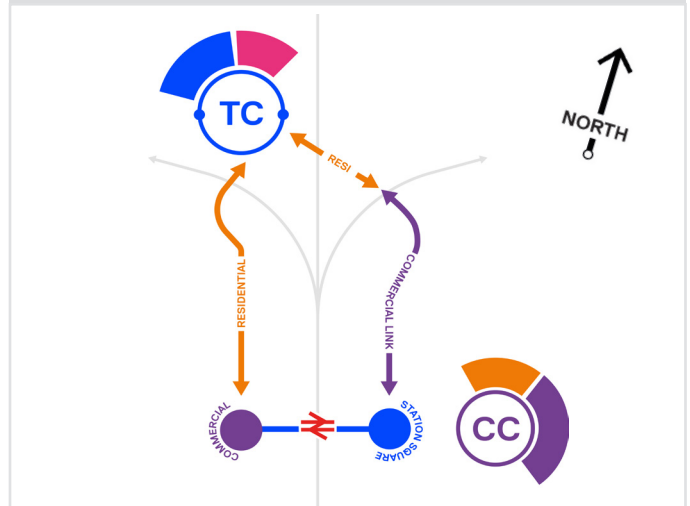 TC
NORTH
RESI
RESIDENTIAL
COMMERCIAL LINK
COMMERCIAL
STATION SQUARE
CC